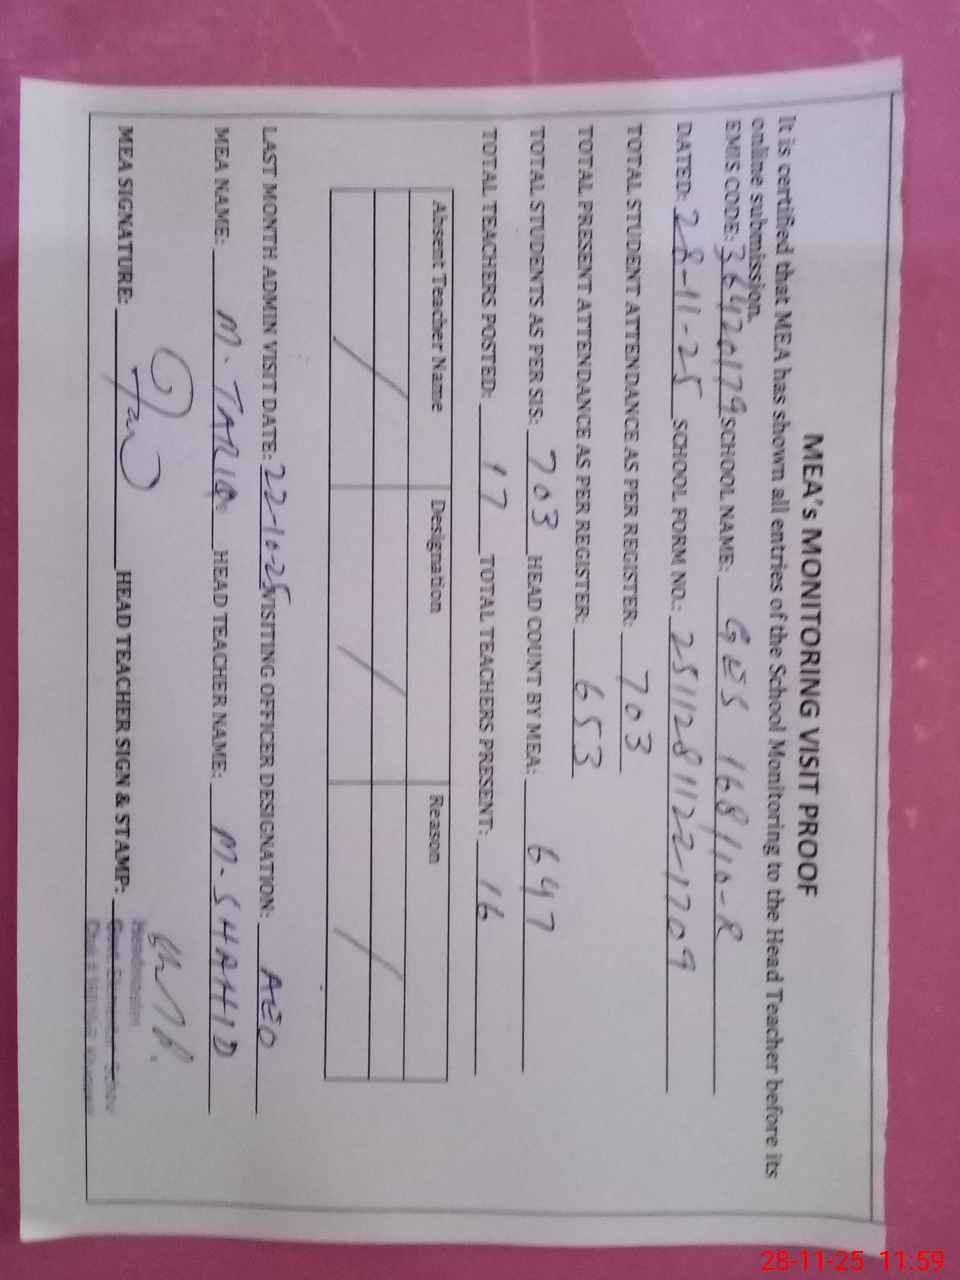 MEA's MONITORING VISIT PROOF
It is certified that MEA has shown all entries of the School Monitoring to the Head Teacher before its
online submission.
EMIS CODE: 36420179 SCHOOL NAME: GES 168/10-R
DATED: 28-11-25 SCHOOL FORM NO.: 2511281122-1709
TOTAL STUDENT ATTENDANCE AS PER REGISTER: 703
TOTAL PRESENT ATTENDANCE AS PER REGISTER: 653
TOTAL STUDENTS AS PER SIS: 703 HEAD COUNT BY MEA: 647
TOTAL TEACHERS POSTED: 17 TOTAL TEACHERS PRESENT: 16
Absent Teacher Name Designation Reason
/ / /
LAST MONTH ADMIN VISIT DATE: 22-10-25 VISITING OFFICER DESIGNATION: AEO
MEA NAME: M. TARIQ HEAD TEACHER NAME: M-SHAHID
MEA SIGNATURE: HEAD TEACHER SIGN & STAMP:
Headmaster
28-11-25 11:59